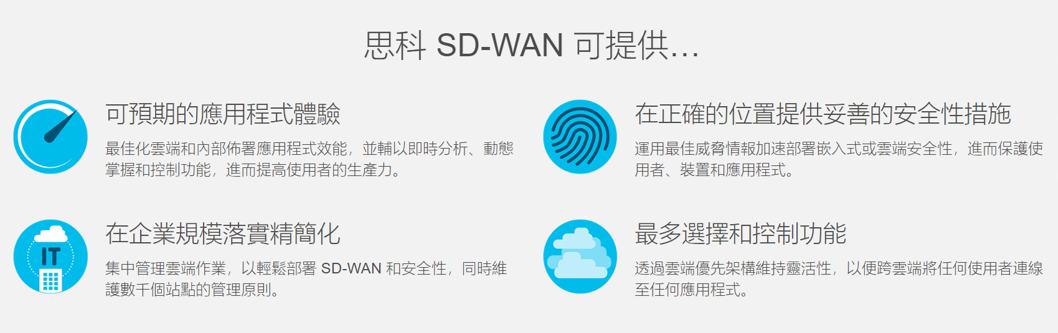 思科 SD-WAN 可提供…
可預期的應用程式體驗
最佳化雲端和內部佈署應用程式效能，並輔以即時分析、動態
掌握和控制功能，進而提高使用者的生產力。
在正確的位置提供妥善的安全性措施
運用最佳威脅情報加速部署嵌入式或雲端安全性，進而保護使
用者、裝置和應用程式。
IT
在企業規模落實精簡化
集中管理雲端作業，以輕鬆部署 SD-WAN 和安全性，同時維
護數千個站點的管理原則。
最多選擇和控制功能
透過雲端優先架構維持靈活性，以便跨雲端將任何使用者連線
至任何應用程式。